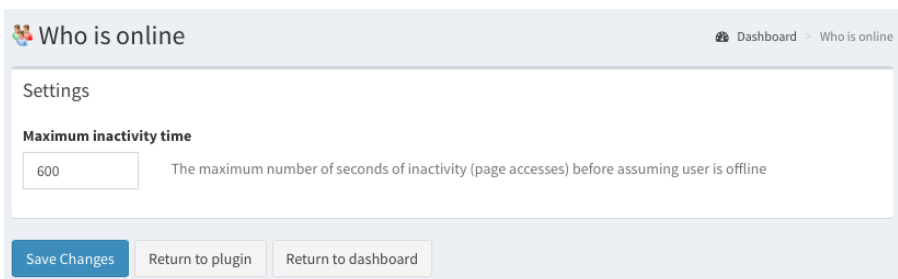 Who is online
Dashboard > Who is online
Settings
Maximum inactivity time
600
The maximum number of seconds of inactivity (page accesses) before assuming user is offline
Save Changes
Return to plugin
Return to dashboard